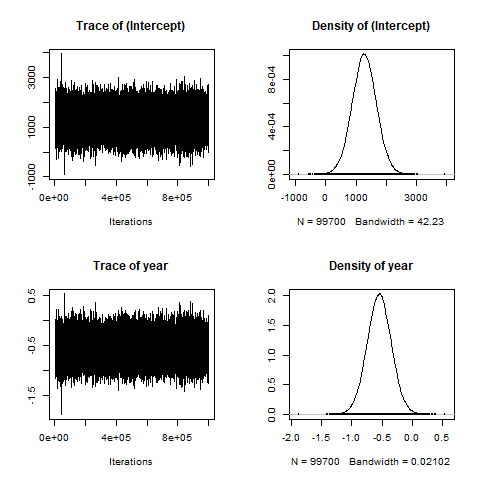 Trace of (Intercept)
Density of (Intercept)
-1000 1000 3000
0e+00 4e+05 8e+05
Iterations
0e+00 4e-04 8e-04
-1000 0 1000 3000
N = 99700 Bandwidth = 42.23
Trace of year
Density of year
-1.5 -0.5 0.5
0e+00 4e+05 8e+05
Iterations
0.0 0.5 1.0 1.5 2.0
-2.0 -1.5 -1.0 -0.5 0.0 0.5
N = 99700 Bandwidth = 0.02102